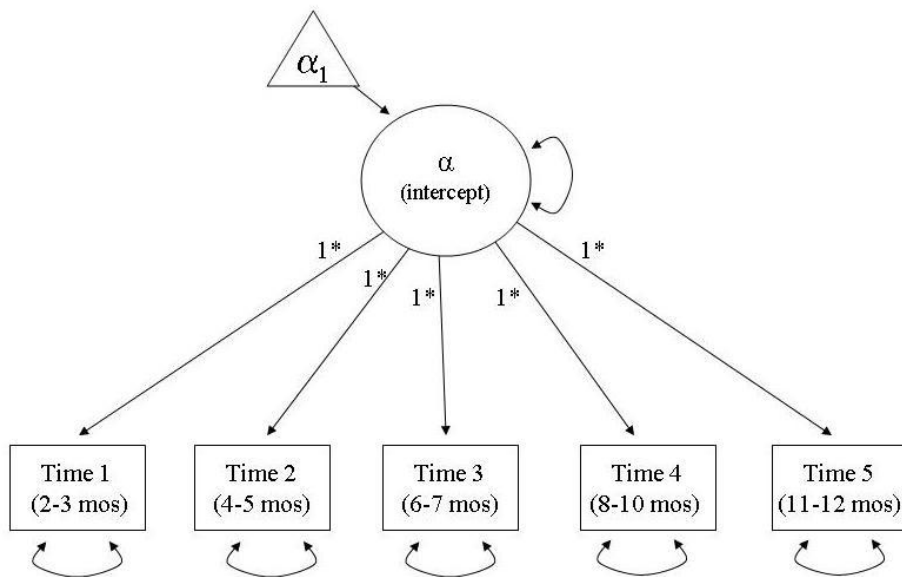 α1
α
(intercept)
1*
1*
1*
1*
1*
Time 1
(2-3 mos)
Time 2
(4-5 mos)
Time 3
(6-7 mos)
Time 4
(8-10 mos)
Time 5
(11-12 mos)